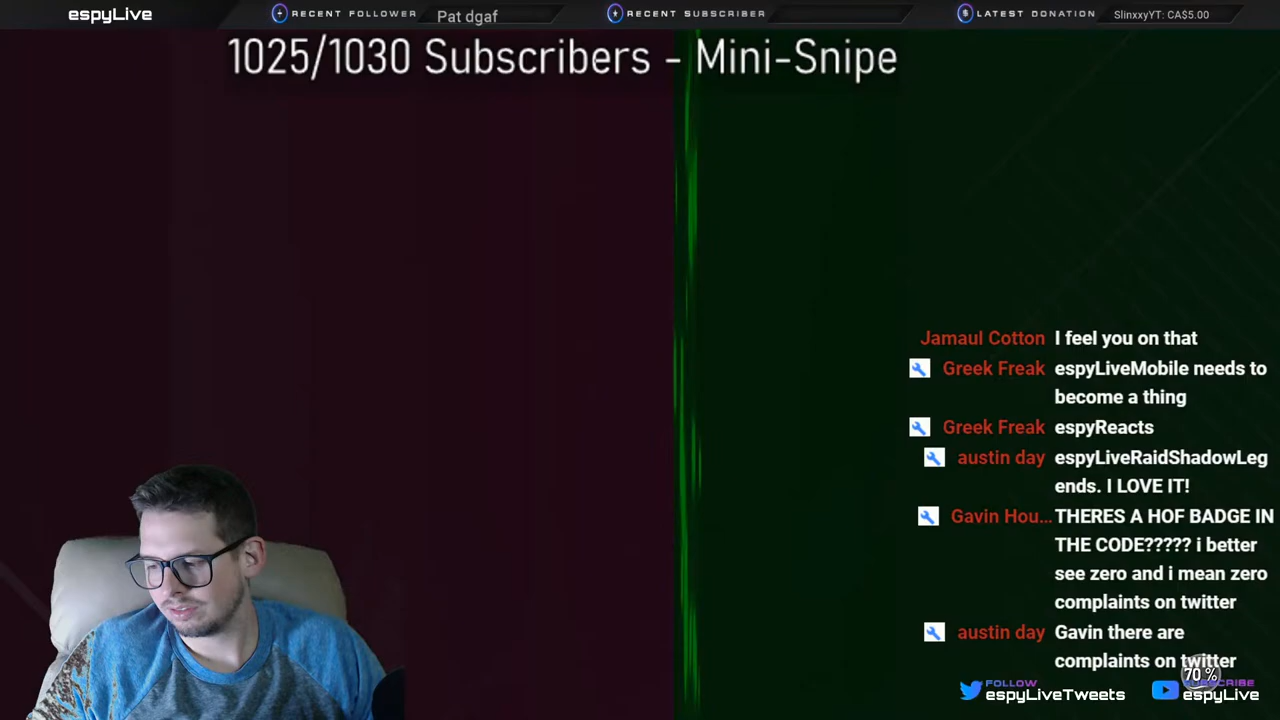 espyLive
RECENT FOLLOWER
Pat dgaf
RECENT SUBSCRIBER
LATEST DONATION
SlinxxyYT: CA$5.00
1025/1030 Subscribers - Mini-Snipe
Jamaul Cotton I feel you on that
Greek Freak espyLiveMobile needs to
become a thing
Greek Freak espyReacts
austin day espyLiveRaidShadowLeg
ends. I LOVE IT!
Gavin Hou... THERES A HOF BADGE IN
THE CODE????? i better
see zero and i mean zero
complaints on twitter
austin day Gavin there are
complaints on twitter
70 %
FOLLOW
espyLiveTweets
SUBSCRIBE
espyLive